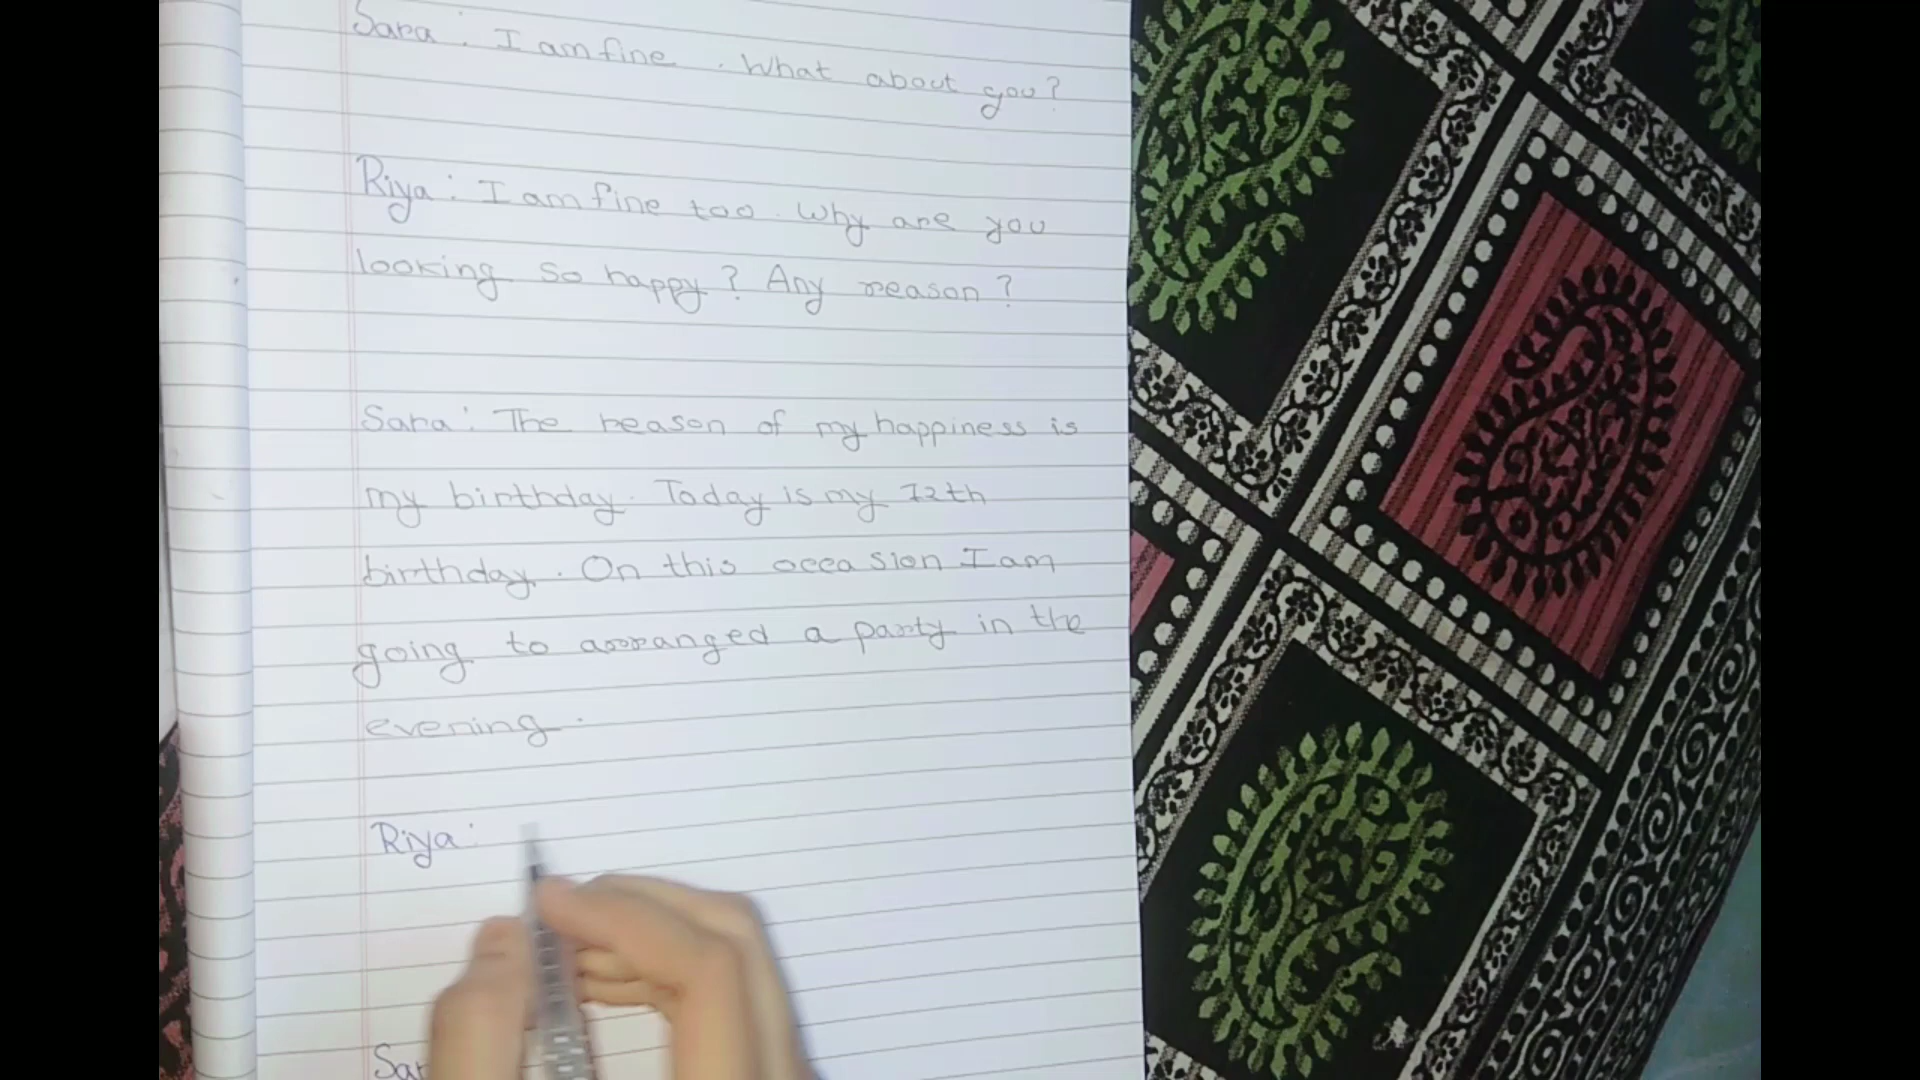 Sara: I am fine. What about you?
Riya: I am fine too. Why are you
looking so happy? Any reason?
Sara: The reason of my happiness is
my birthday. Today is my 12th
birthday. On this occasion I am
going to arranged a party in the
evening.
Riya: